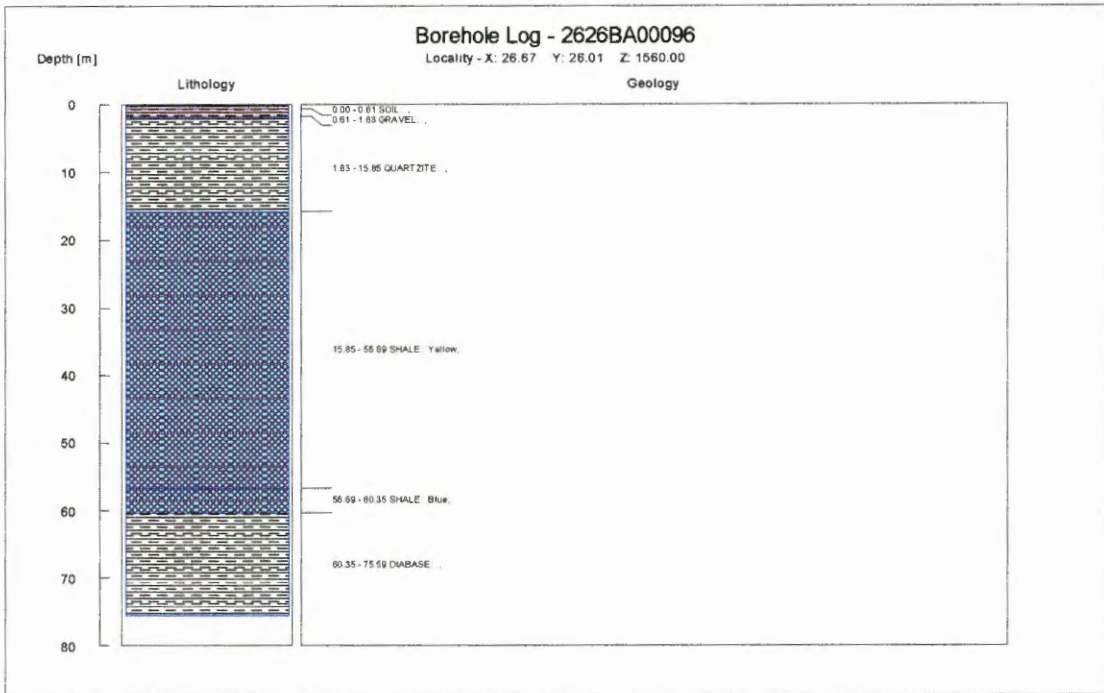 Borehole Log - 2626BA00096
Locality - X: 26.67 Y: 26.01 Z: 1560.00
Depth [m]
Lithology
Geology
0
0.00 - 0.61 SOIL: .
0.61 - 1.83 GRAVEL: .
10
1.83 - 15.85 QUARTZITE: .
20
30
15.85 - 56.69 SHALE: Yellow.
40
50
56.69 - 60.35 SHALE: Blue.
60
60.35 - 75.59 DIABASE: .
70
80